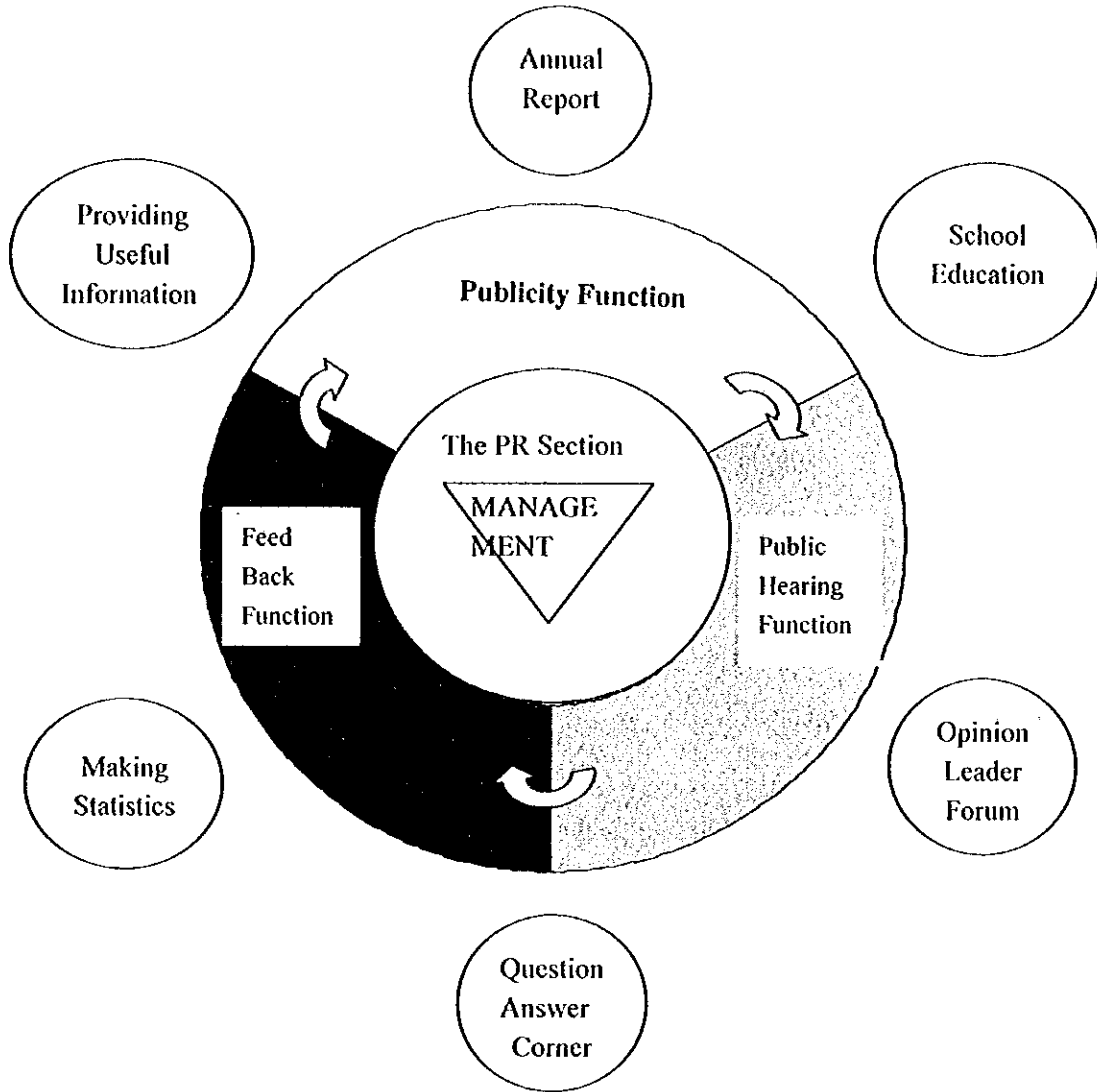 Annual
Report
Providing
Useful
Information
School
Education
Publicity Function
The PR Section
MANAGE
MENT
Feed
Back
Function
Public
Hearing
Function
Making
Statistics
Opinion
Leader
Forum
Question
Answer
Corner